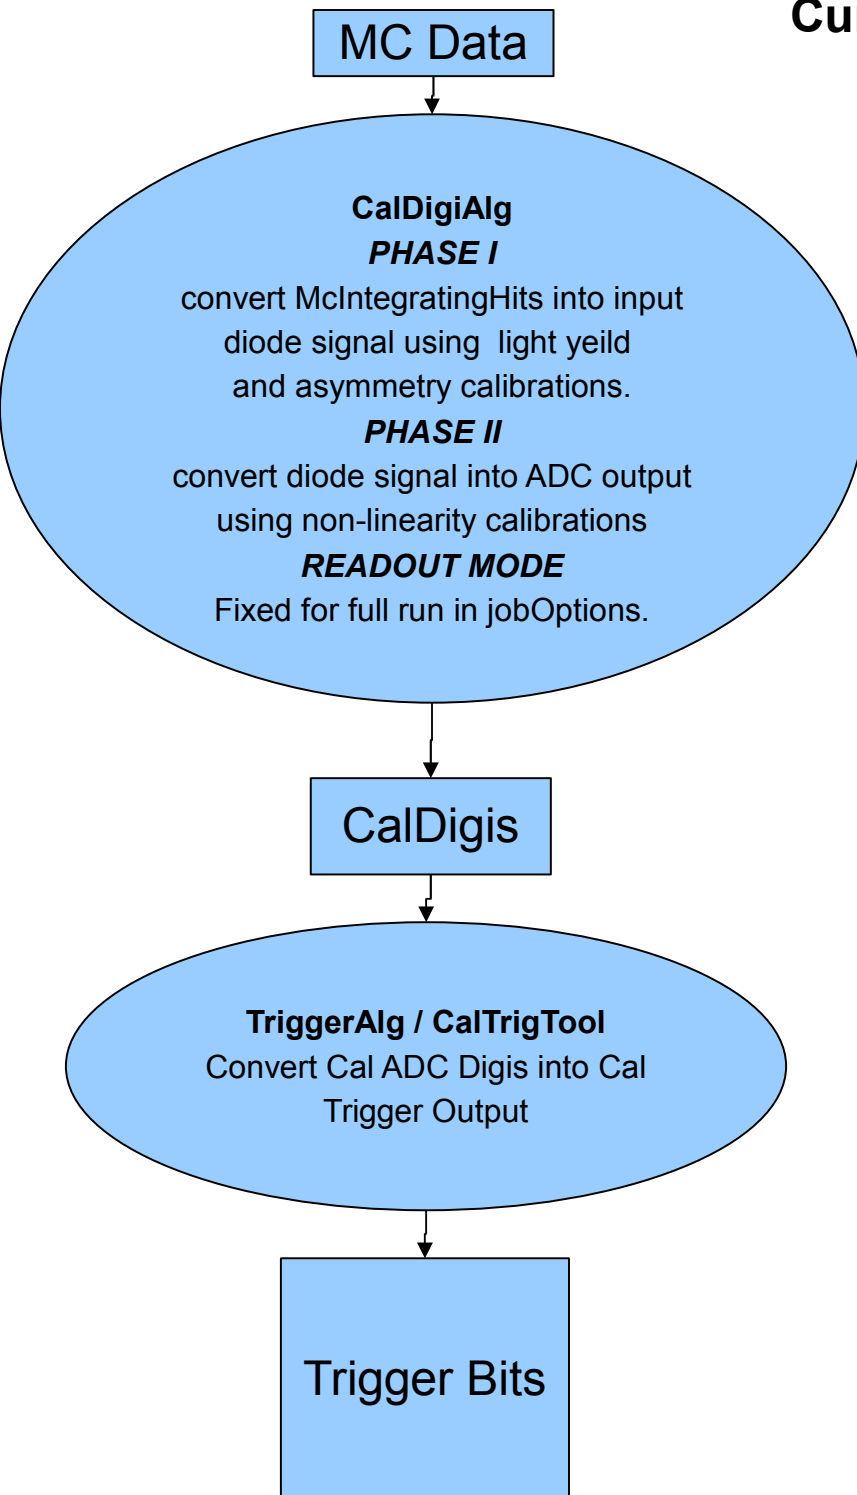 MC Data
CalDigiAlg
PHASE I
convert McIntegratingHits into input
diode signal using light yeild
and asymmetry calibrations.
PHASE II
convert diode signal into ADC output
using non-linearity calibrations
READOUT MODE
Fixed for full run in jobOptions.
CalDigis
TriggerAlg / CalTrigTool
Convert Cal ADC Digis into Cal
Trigger Output
Trigger Bits